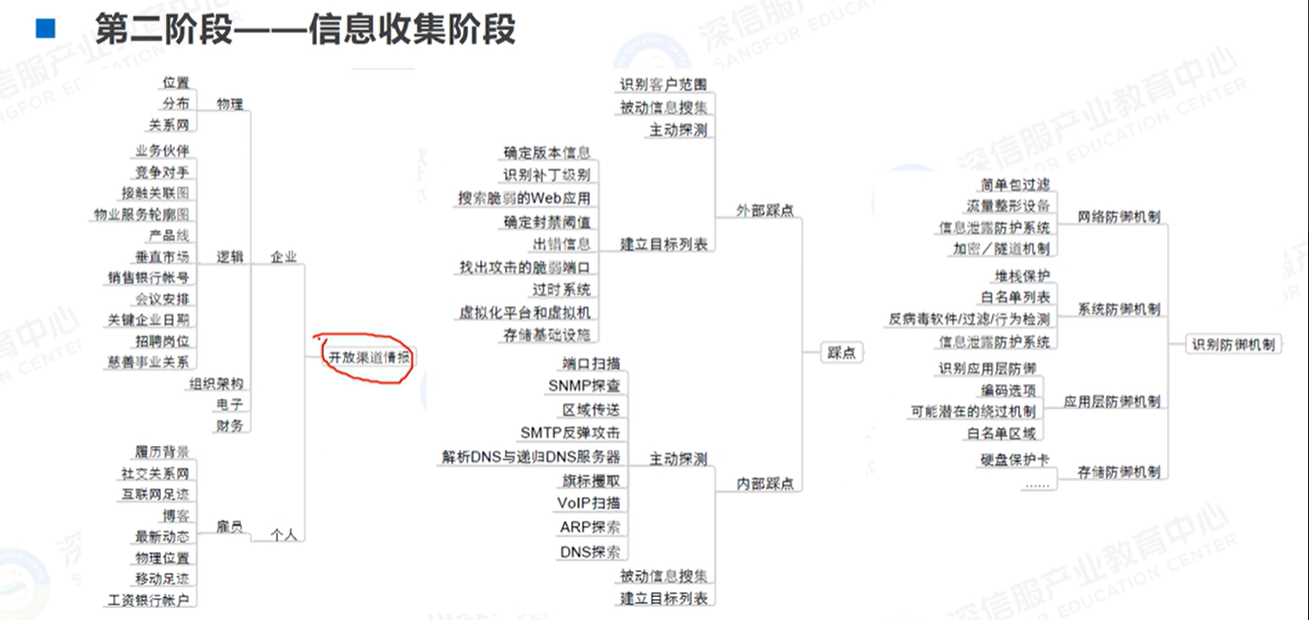 第二阶段——信息收集阶段
位置
分布
关系网
物理
业务伙伴
竞争对手
接触关联图
物业服务轮廓图
产品线
垂直市场
销售银行帐号
会议安排
关键企业日期
招聘岗位
慈善事业关系
逻辑
组织架构
电子
财务
企业
履历背景
社交关系网
互联网足迹
博客
最新动态
物理位置
移动足迹
工资银行帐户
雇员
个人
开放渠道情报
识别客户范围
被动信息搜集
主动探测
确定版本信息
识别补丁级别
搜索脆弱的Web应用
确定封禁阈值
出错信息
找出攻击的脆弱端口
过时系统
虚拟化平台和虚拟机
存储基础设施
建立目标列表
外部踩点
端口扫描
SNMP探查
区域传送
SMTP反弹攻击
解析DNS与递归DNS服务器
旗标攫取
VoIP扫描
ARP探索
DNS探索
主动探测
被动信息搜集
建立目标列表
内部踩点
踩点
简单包过滤
流量整形设备
信息泄露防护系统
加密/隧道机制
网络防御机制
堆栈保护
白名单列表
反病毒软件/过滤/行为检测
信息泄露防护系统
系统防御机制
识别应用层防御
编码选项
可能潜在的绕过机制
白名单区域
应用层防御机制
硬盘保护卡
......
存储防御机制
识别防御机制
深信服产业教育中心
SANGFOR EDUCATION CENTER